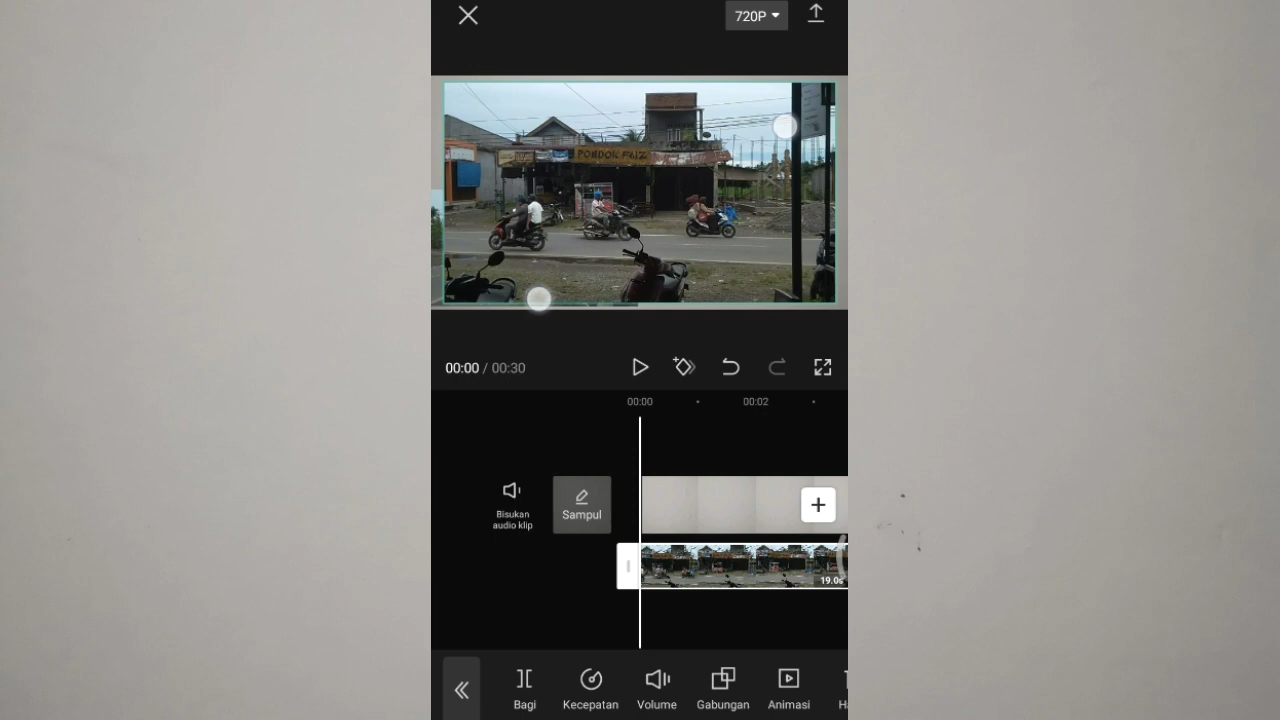 720P
PONDOK FAIZ
00:00 / 00:30
00:00
00:02
Bisukan
audio klip
Sampul
19.0s
Bagi
Kecepatan
Volume
Gabungan
Animasi